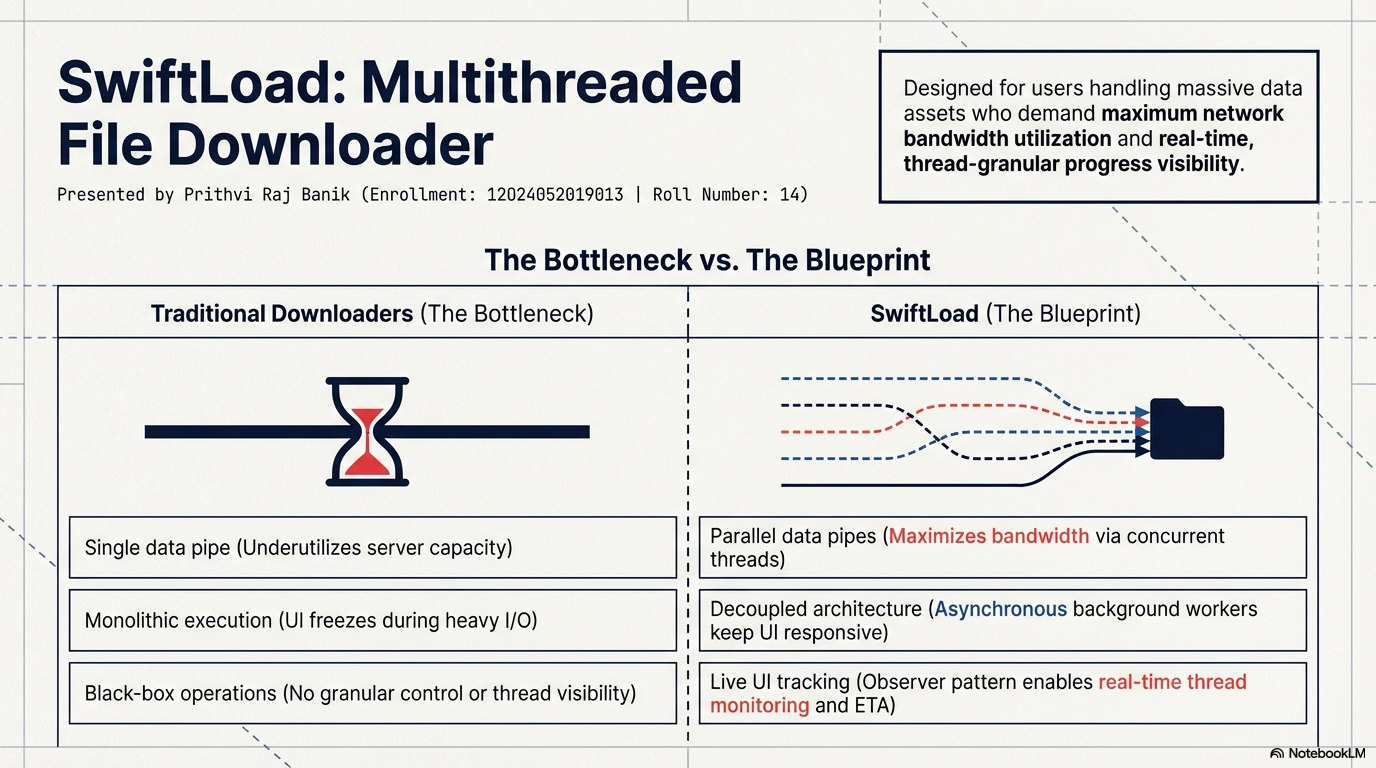 SwiftLoad: Multithreaded
File Downloader
Presented by Prithvi Raj Banik (Enrollment: 12024052019013 | Roll Number: 14)
Designed for users handling massive data
assets who demand maximum network
bandwidth utilization and real-time,
thread-granular progress visibility.
The Bottleneck vs. The Blueprint
Traditional Downloaders (The Bottleneck)
SwiftLoad (The Blueprint)
Single data pipe (Underutilizes server capacity)
Parallel data pipes (Maximizes bandwidth via concurrent
threads)
Monolithic execution (UI freezes during heavy I/O)
Decoupled architecture (Asynchronous background workers
keep UI responsive)
Black-box operations (No granular control or thread visibility)
Live UI tracking (Observer pattern enables real-time thread
monitoring and ETA)
NotebookLM